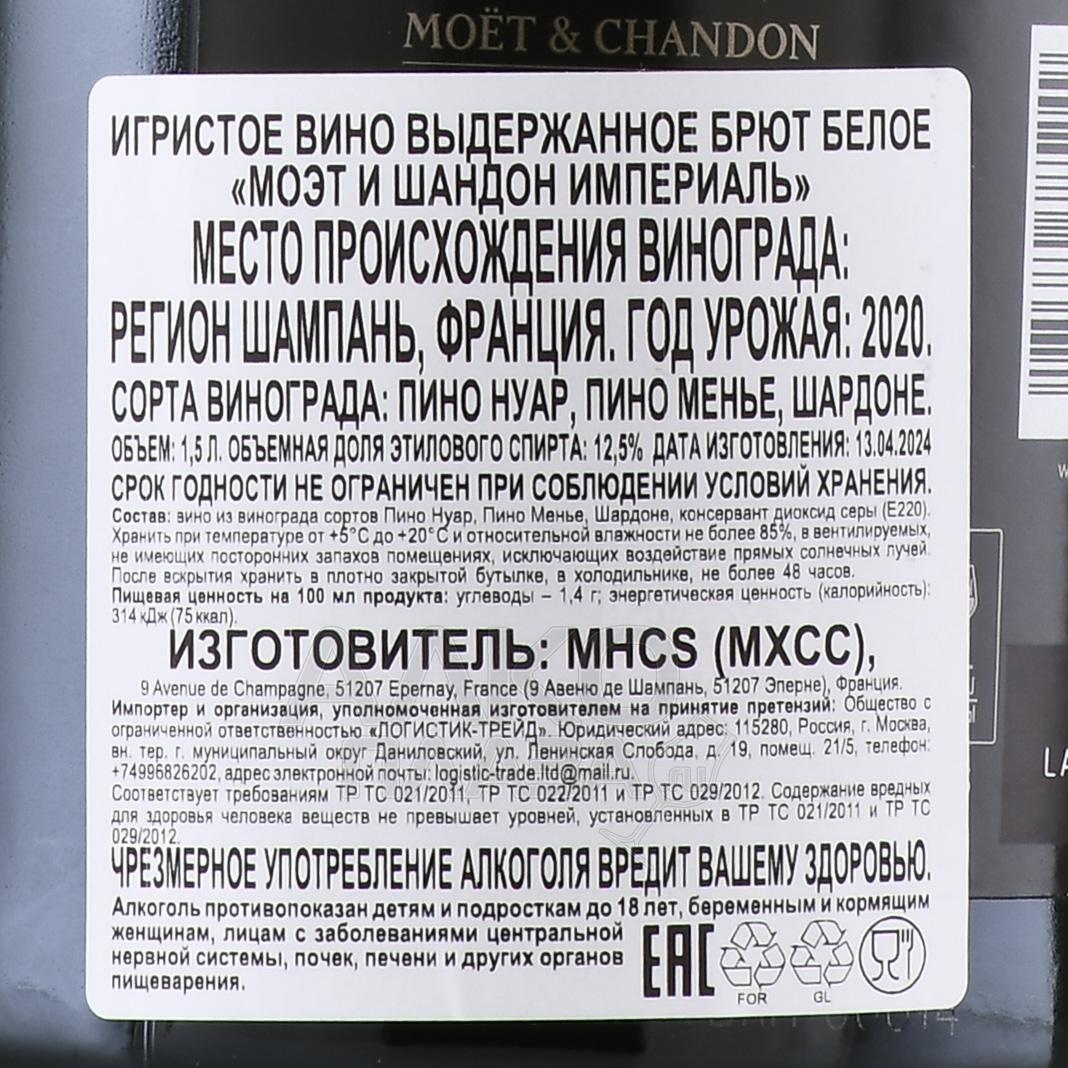 MOËT & CHANDON
ИГРИСТОЕ ВИНО ВЫДЕРЖАННОЕ БРЮТ БЕЛОЕ
«МОЭТ И ШАНДОН ИМПЕРИАЛЬ»
МЕСТО ПРОИСХОЖДЕНИЯ ВИНОГРАДА:
РЕГИОН ШАМПАНЬ, ФРАНЦИЯ. ГОД УРОЖАЯ: 2020.
СОРТА ВИНОГРАДА: ПИНО НУАР, ПИНО МЕНЬЕ, ШАРДОНЕ.
ОБЪЕМ: 1,5 Л. ОБЪЕМНАЯ ДОЛЯ ЭТИЛОВОГО СПИРТА: 12,5% ДАТА ИЗГОТОВЛЕНИЯ: 13.04.2024
СРОК ГОДНОСТИ НЕ ОГРАНИЧЕН ПРИ СОБЛЮДЕНИИ УСЛОВИЙ ХРАНЕНИЯ.
Состав: вино из винограда сортов Пино Нуар, Пино Менье, Шардоне, консервант диоксид серы (Е220).
Хранить при температуре от +5°С до +20°С и относительной влажности не более 85%, в вентилируемых,
не имеющих посторонних запахов помещениях, исключающих воздействие прямых солнечных лучей.
После вскрытия хранить в плотно закрытой бутылке, в холодильнике, не более 48 часов.
Пищевая ценность на 100 мл продукта: углеводы – 1,4 г; энергетическая ценность (калорийность):
314 кДж (75 ккал).
ИЗГОТОВИТЕЛЬ: MHCS (МХСС),
9 Avenue de Champagne, 51207 Epernay, France (9 Авеню де Шампань, 51207 Эперне), Франция.
Импортер и организация, уполномоченная изготовителем на принятие претензий: Общество с
ограниченной ответственностью «ЛОГИСТИК-ТРЕЙД». Юридический адрес: 115280, Россия, г. Москва,
вн. тер. г. муниципальный округ Даниловский, ул. Ленинская Слобода, д. 19, помещ. 21/5, телефон:
+74996826202, адрес электронной почты: logistic-trade.ltd@mail.ru.
Соответствует требованиям ТР ТС 021/2011, ТР ТС 022/2011 и ТР ТС 029/2012. Содержание вредных
для здоровья человека веществ не превышает уровней, установленных в ТР ТС 021/2011 и ТР ТС
029/2012.
ЧРЕЗМЕРНОЕ УПОТРЕБЛЕНИЕ АЛКОГОЛЯ ВРЕДИТ ВАШЕМУ ЗДОРОВЬЮ.
Алкоголь противопоказан детям и подросткам до 18 лет, беременным и кормящим
женщинам, лицам с заболеваниями центральной
нервной системы, почек, печени и других органов
пищеварения.
EAC
FOR GL